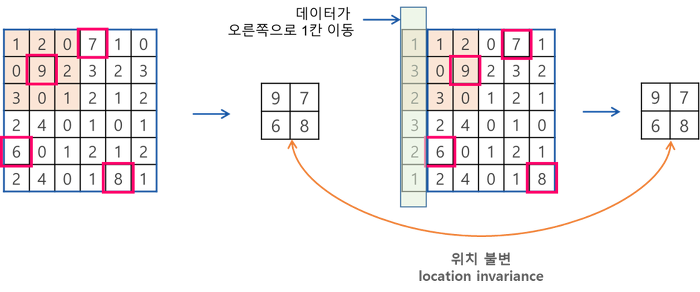 데이터가
오른쪽으로 1칸 이동
1 2 0 7 1 0
0 9 2 3 2 3
3 0 1 2 1 2
2 4 0 1 0 1
6 0 1 2 1 2
2 4 0 1 8 1
9 7
6 8
1 1 2 0 7 1
3 0 9 2 3 2
2 3 0 1 2 1
3 2 4 0 1 0
2 6 0 1 2 1
1 2 4 0 1 8
9 7
6 8
위치 불변
location invariance